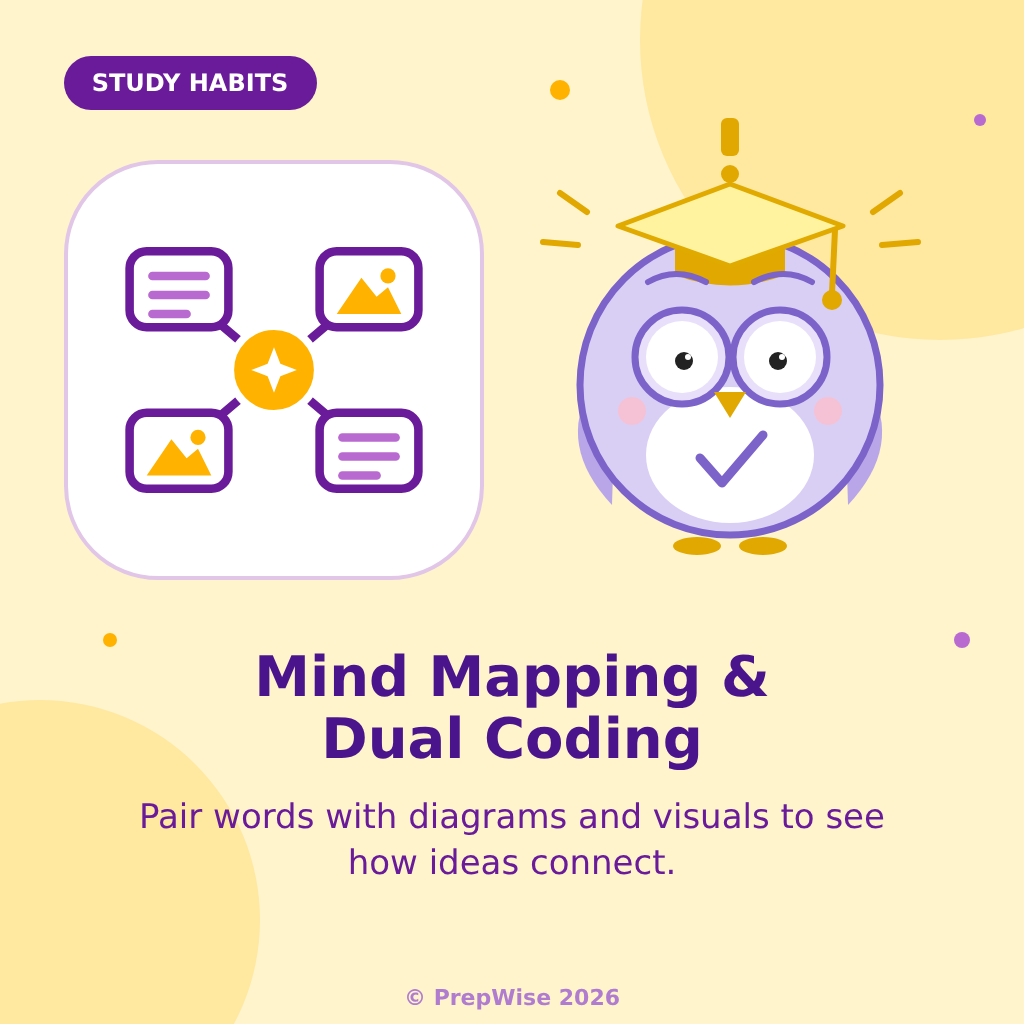 STUDY HABITS
Mind Mapping &
Dual Coding
Pair words with diagrams and visuals to see
how ideas connect.
© PrepWise 2026